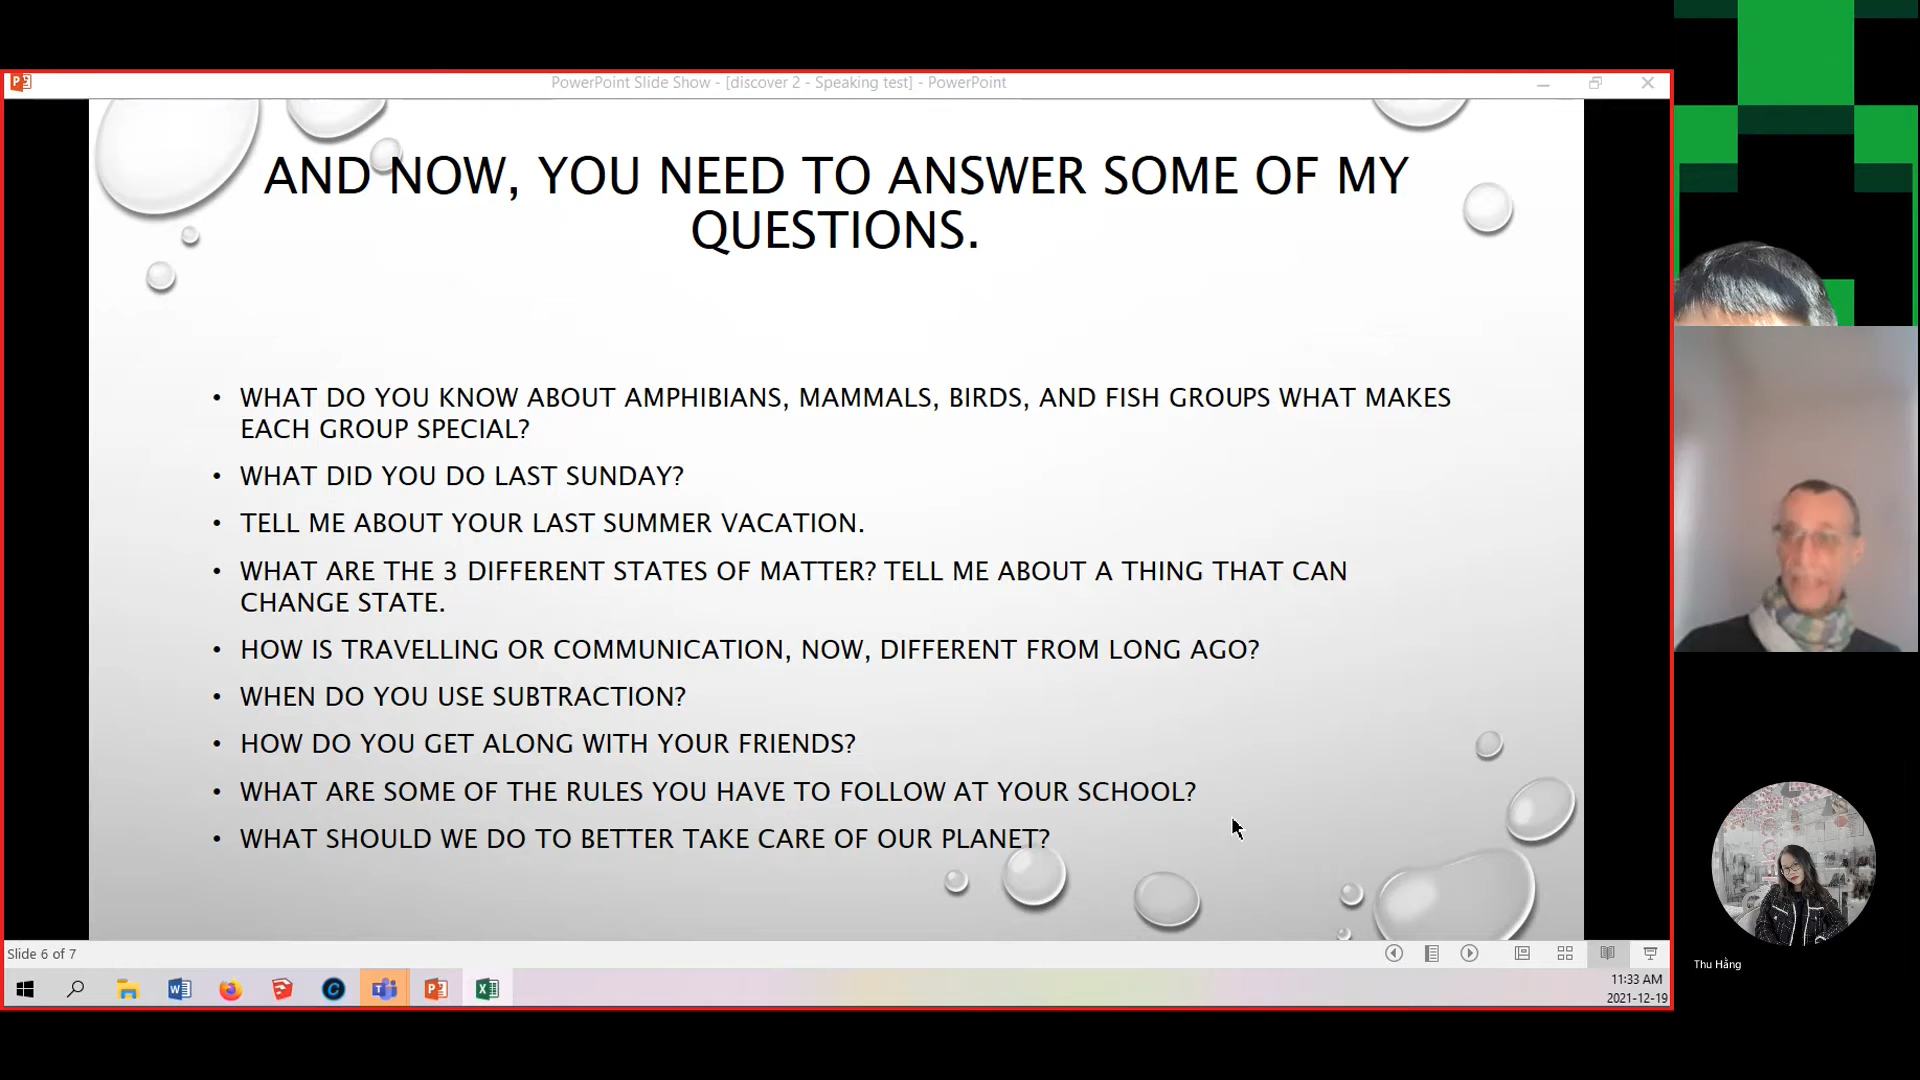 PowerPoint Slide Show - [discover 2 - Speaking test] - PowerPoint
AND NOW, YOU NEED TO ANSWER SOME OF MY
QUESTIONS.
• WHAT DO YOU KNOW ABOUT AMPHIBIANS, MAMMALS, BIRDS, AND FISH GROUPS WHAT MAKES
EACH GROUP SPECIAL?
• WHAT DID YOU DO LAST SUNDAY?
• TELL ME ABOUT YOUR LAST SUMMER VACATION.
• WHAT ARE THE 3 DIFFERENT STATES OF MATTER? TELL ME ABOUT A THING THAT CAN
CHANGE STATE.
• HOW IS TRAVELLING OR COMMUNICATION, NOW, DIFFERENT FROM LONG AGO?
• WHEN DO YOU USE SUBTRACTION?
• HOW DO YOU GET ALONG WITH YOUR FRIENDS?
• WHAT ARE SOME OF THE RULES YOU HAVE TO FOLLOW AT YOUR SCHOOL?
• WHAT SHOULD WE DO TO BETTER TAKE CARE OF OUR PLANET?
Slide 6 of 7
11:33 AM
2021-12-19
Thu Hằng